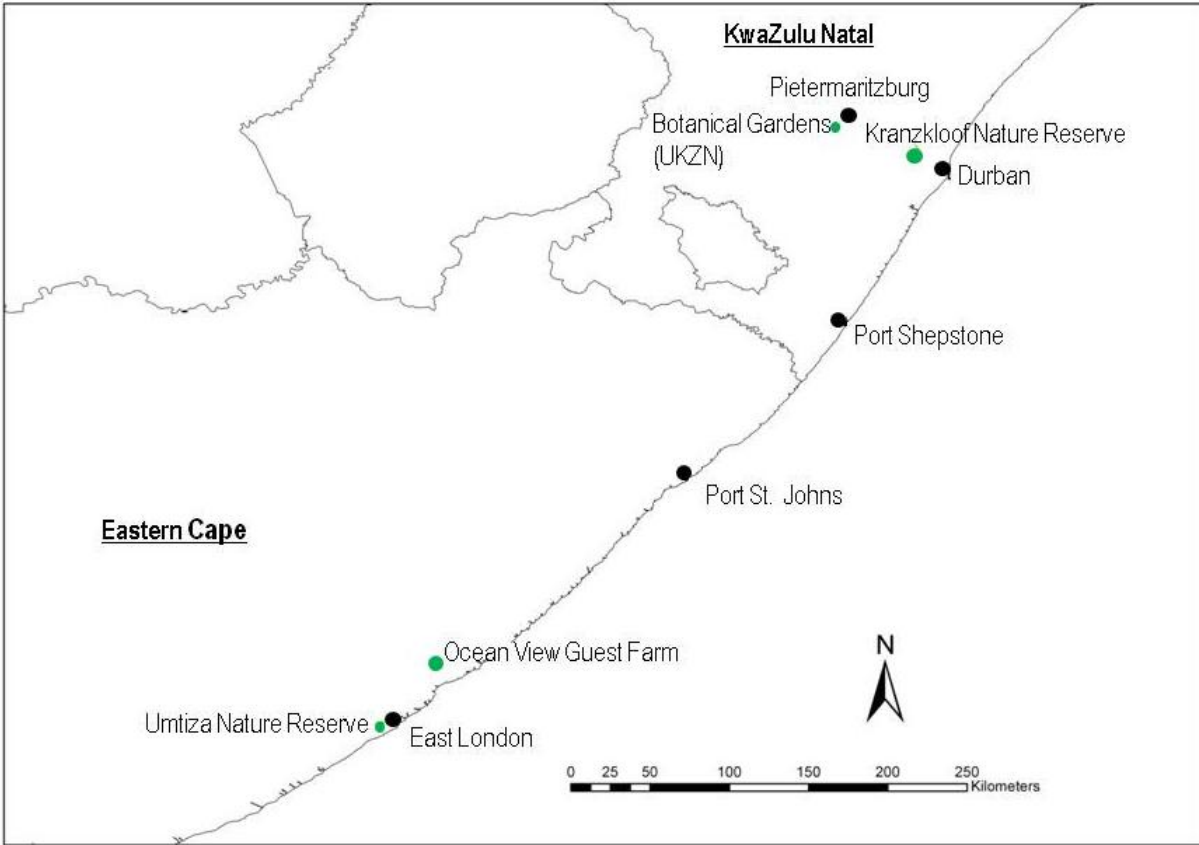 KwaZulu Natal
Pietermaritzburg
Botanical Gardens
(UKZN)
Kranzkloof Nature Reserve
Durban
Port Shepstone
Port St. Johns
Eastern Cape
Ocean View Guest Farm
Umtiza Nature Reserve
East London
N
0 25 50 100 150 200 250
Kilometers